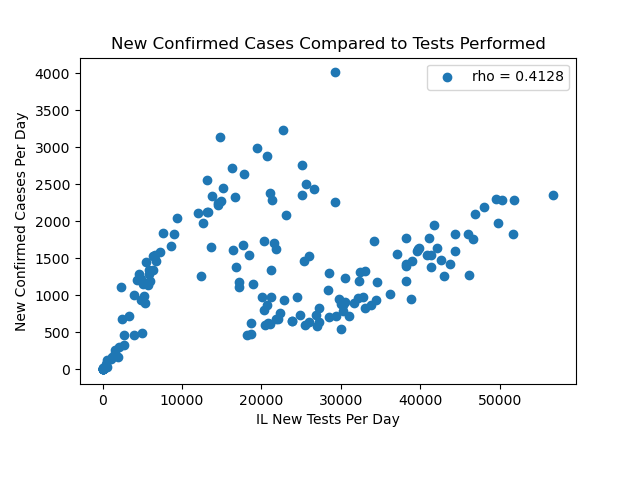 New Confirmed Cases Compared to Tests Performed
rho = 0.4128
New Confirmed Caeses Per Day
4000
3500
3000
2500
2000
1500
1000
500
0
0 10000 20000 30000 40000 50000
IL New Tests Per Day